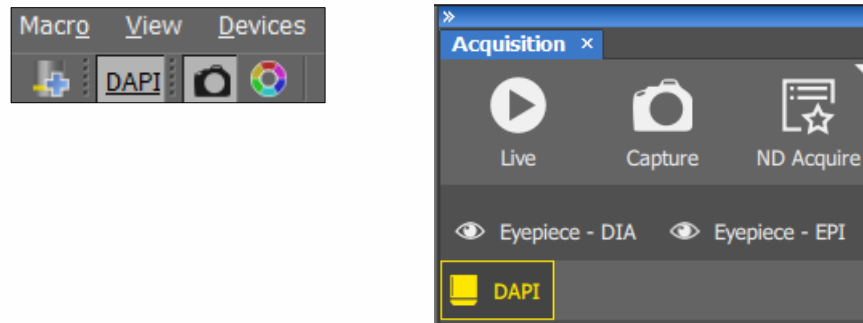 Macro View Devices
DAPI
»
Acquisition ×
Live Capture ND Acquire
Eyepiece - DIA Eyepiece - EPI
DAPI